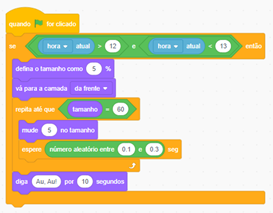 quando for clicado
se hora atual > 12 e hora atual < 13 então
defina o tamanho como 5 %
vá para a camada da frente
repita até que tamanho = 60
mude 5 no tamanho
espere número aleatório entre 0.1 e 0.3 seg
diga Au, Au! por 10 segundos